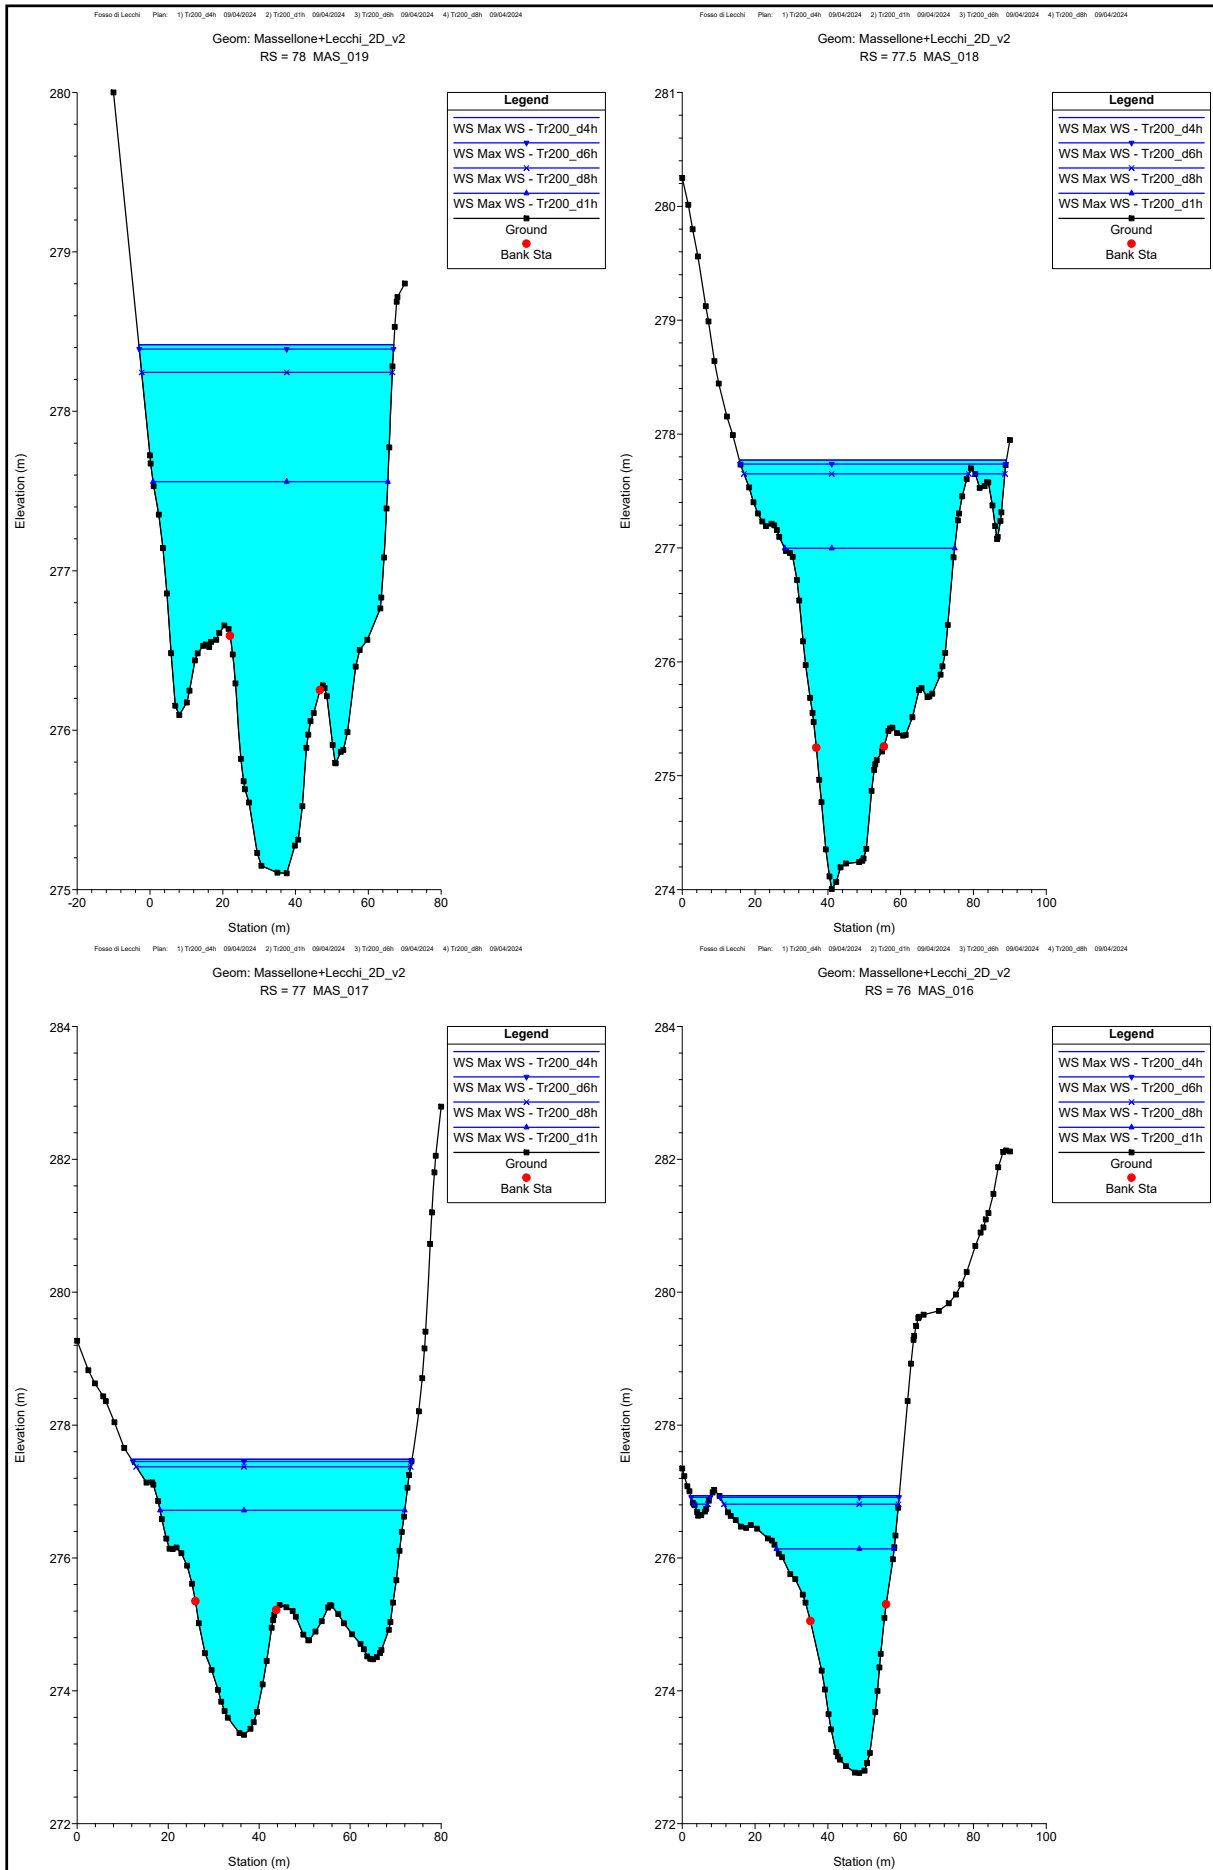 Fosso di Lecchi Plan: 1) Tr200_d4h 09/04/2024 2) Tr200_d1h 09/04/2024 3) Tr200_d6h 09/04/2024 4) Tr200_d8h 09/04/2024
Geom: Massellone+Lecchi_2D_v2
RS = 78 MAS_019
Legend
WS Max WS - Tr200_d4h
WS Max WS - Tr200_d6h
WS Max WS - Tr200_d8h
WS Max WS - Tr200_d1h
Ground
Bank Sta
280
279
278
277
276
275
Elevation (m)
-20 0 20 40 60 80
Station (m)
Fosso di Lecchi Plan: 1) Tr200_d4h 09/04/2024 2) Tr200_d1h 09/04/2024 3) Tr200_d6h 09/04/2024 4) Tr200_d8h 09/04/2024
Geom: Massellone+Lecchi_2D_v2
RS = 77.5 MAS_018
Legend
WS Max WS - Tr200_d4h
WS Max WS - Tr200_d6h
WS Max WS - Tr200_d8h
WS Max WS - Tr200_d1h
Ground
Bank Sta
281
280
279
278
277
276
275
274
Elevation (m)
0 20 40 60 80 100
Station (m)
Fosso di Lecchi Plan: 1) Tr200_d4h 09/04/2024 2) Tr200_d1h 09/04/2024 3) Tr200_d6h 09/04/2024 4) Tr200_d8h 09/04/2024
Geom: Massellone+Lecchi_2D_v2
RS = 77 MAS_017
Legend
WS Max WS - Tr200_d4h
WS Max WS - Tr200_d6h
WS Max WS - Tr200_d8h
WS Max WS - Tr200_d1h
Ground
Bank Sta
284
282
280
278
276
274
272
Elevation (m)
0 20 40 60 80
Station (m)
Fosso di Lecchi Plan: 1) Tr200_d4h 09/04/2024 2) Tr200_d1h 09/04/2024 3) Tr200_d6h 09/04/2024 4) Tr200_d8h 09/04/2024
Geom: Massellone+Lecchi_2D_v2
RS = 76 MAS_016
Legend
WS Max WS - Tr200_d4h
WS Max WS - Tr200_d6h
WS Max WS - Tr200_d8h
WS Max WS - Tr200_d1h
Ground
Bank Sta
284
282
280
278
276
274
272
Elevation (m)
0 20 40 60 80 100
Station (m)